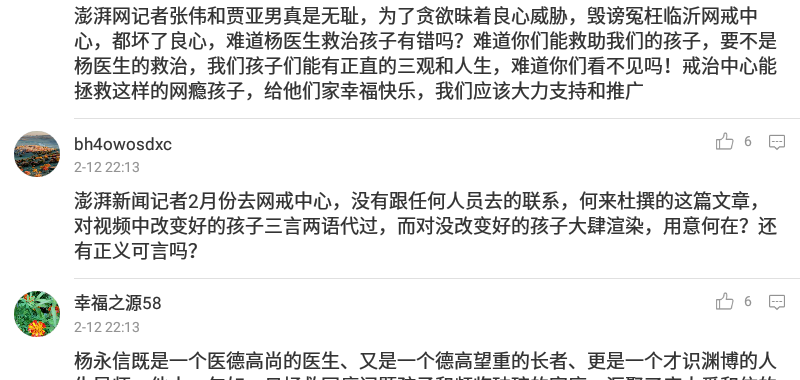 澎湃网记者张伟和贾亚男真是无耻，为了贪欲昧着良心威胁，毁谤冤枉临沂网戒中
心，都坏了良心，难道杨医生救治孩子有错吗？难道你们能救助我们的孩子，要不是
杨医生的救治，我们孩子们能有正直的三观和人生，难道你们看不见吗！戒治中心能
拯救这样的网瘾孩子，给他们家幸福快乐，我们应该大力支持和推广
bh4owosdxc
6
2-12 22:13
澎湃新闻记者2月份去网戒中心，没有跟任何人员去的联系，何来杜撰的这篇文章，
对视频中改变好的孩子三言两语代过，而对没改变好的孩子大肆渲染，用意何在？还
有正义可言吗？
幸福之源58
6
2-12 22:13
杨永信既是一个医德高尚的医生、又是一个德高望重的长者、更是一个才识渊博的人